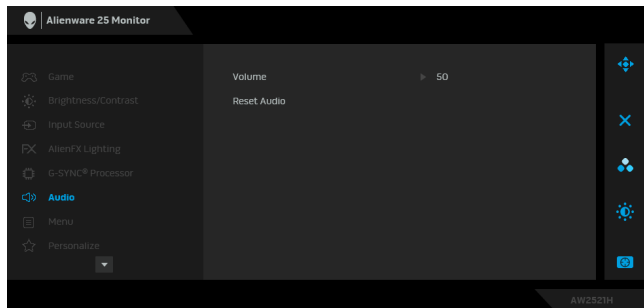 Alienware 25 Monitor
Game
Brightness/Contrast
Input Source
AlienFX Lighting
G-SYNC® Processor
Audio
Menu
Personalize
Volume 50
Reset Audio
AW2521H